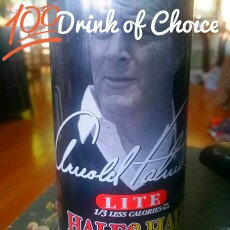 100 Drink of Choice
Arnold Palmer
LITE
1/3 LESS CALORIES
HALF & HALF